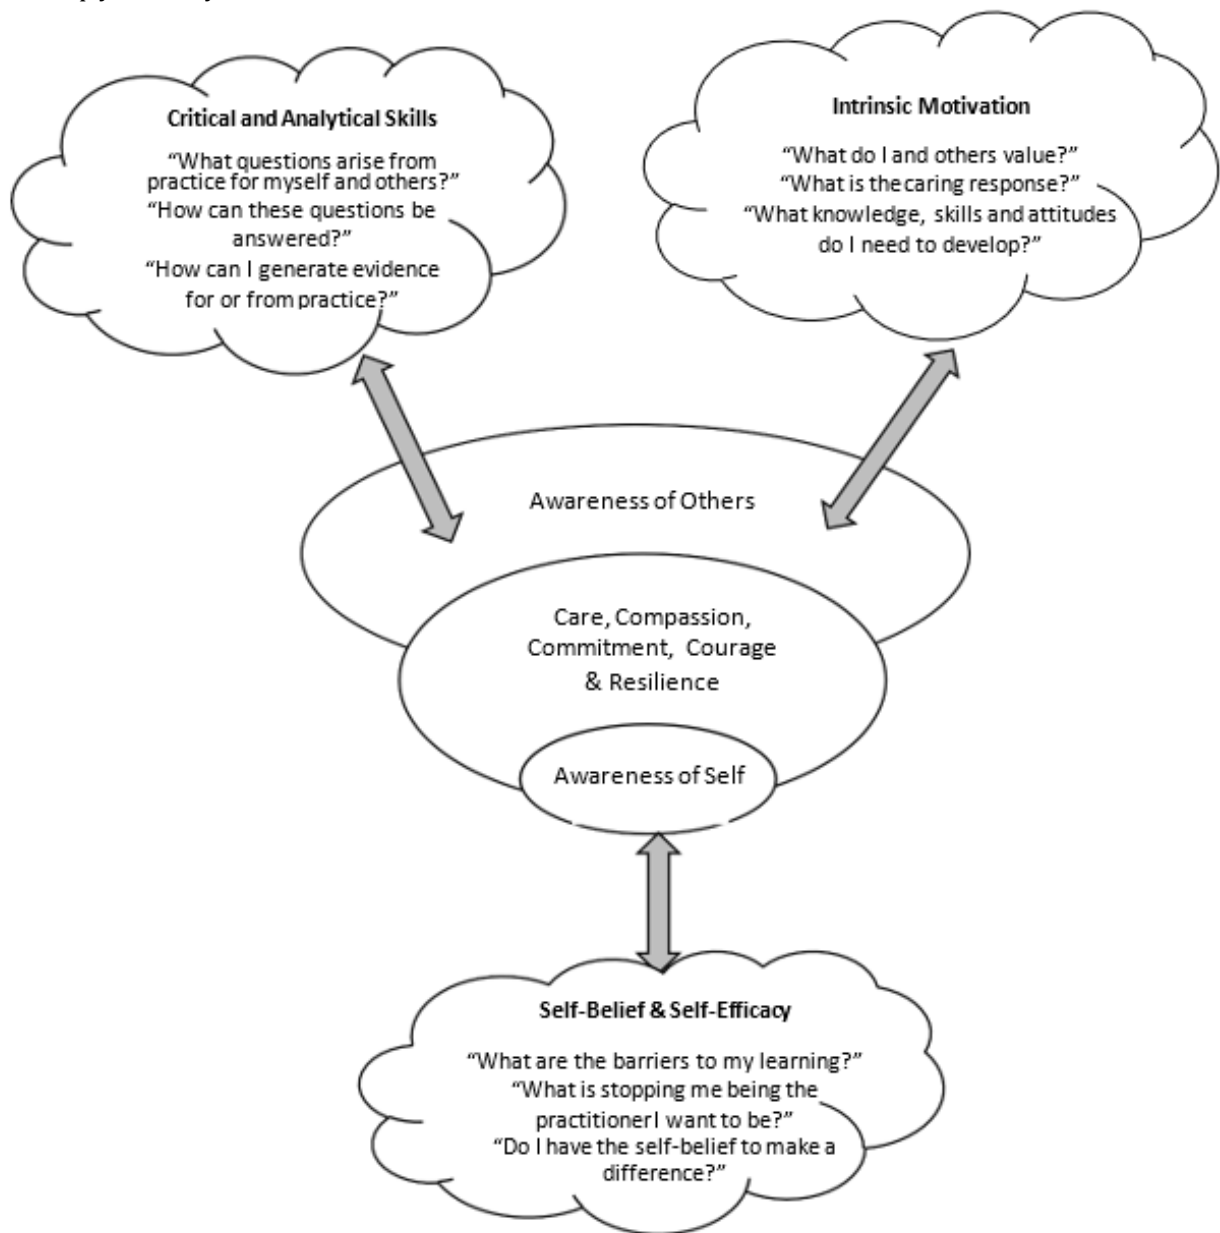 Critical and Analytical Skills
“What questions arise from
practice for myself and others?”
“How can these questions be
answered?”
“How can I generate evidence
for or from practice?”
Intrinsic Motivation
“What do I and others value?”
“What is the caring response?”
“What knowledge, skills and attitudes
do I need to develop?”
Awareness of Others
Care, Compassion,
Commitment, Courage
& Resilience
Awareness of Self
Self-Belief & Self-Efficacy
“What are the barriers to my learning?”
“What is stopping me being the
practitioner I want to be?”
“Do I have the self-belief to make a
difference?”